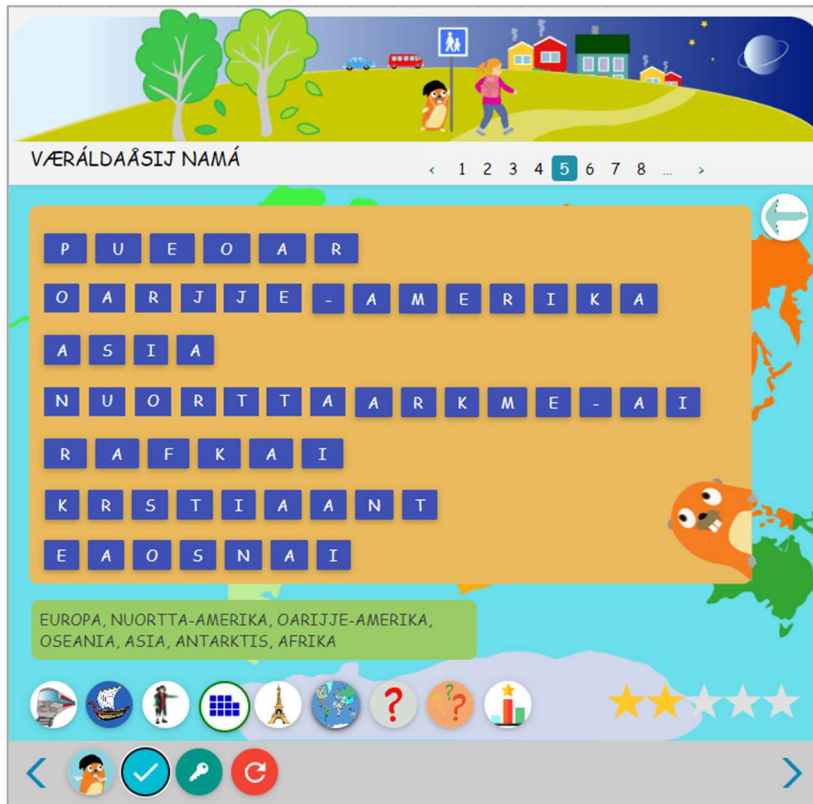 VÆRÁLDAÅSIJ NAMÁ
‹ 1 2 3 4 5 6 7 8 ... ›
P U E O A R
O A R J J E - A M E R I K A
A S I A
N U O R T T A A R K M E - A I
R A F K A I
K R S T I A A N T
E A O S N A I
EUROPA, NUORTTA-AMERIKA, OARIJJE-AMERIKA,
OSEANIA, ASIA, ANTARKTIS, AFRIKA